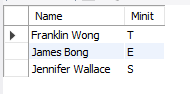 Name Minit
Franklin Wong T
James Bong E
Jennifer Wallace S